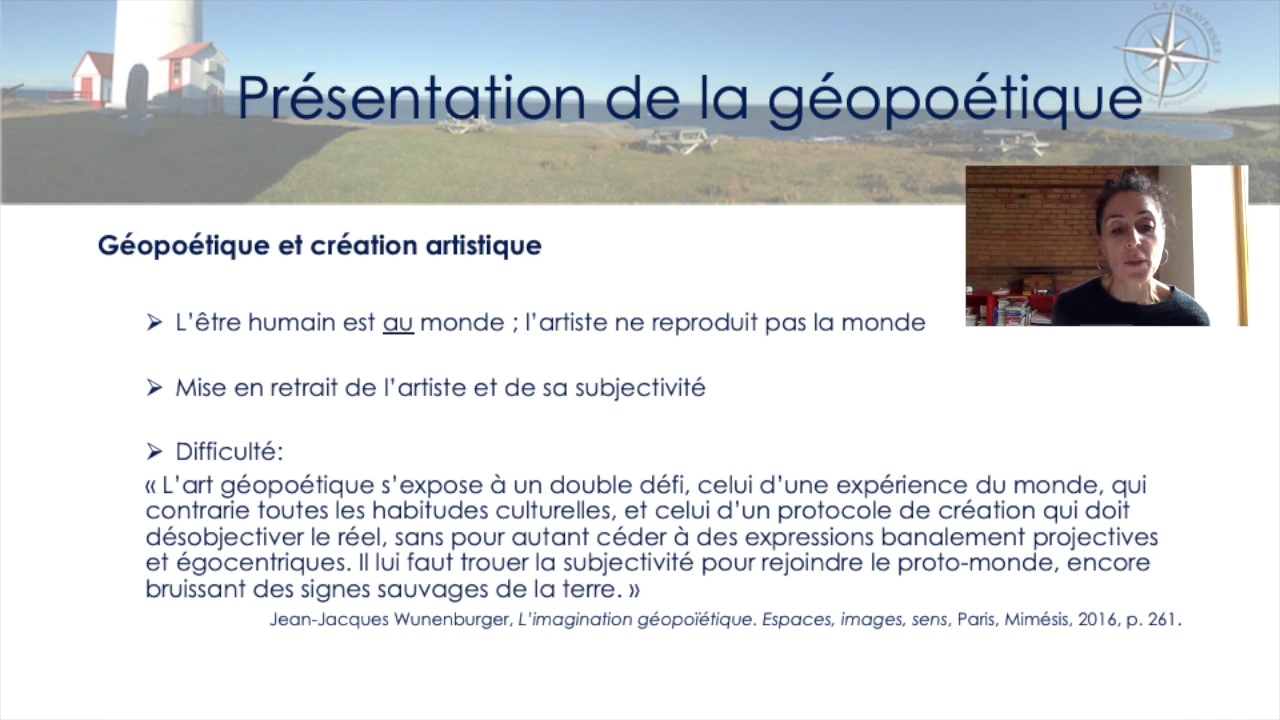 LA TRAVERSÉE
Présentation de la géopoétique
Géopoétique et création artistique
➢ L'être humain est au monde ; l'artiste ne reproduit pas la monde
➢ Mise en retrait de l'artiste et de sa subjectivité
➢ Difficulté:
« L'art géopoétique s'expose à un double défi, celui d'une expérience du monde, qui
contrarie toutes les habitudes culturelles, et celui d'un protocole de création qui doit
désobjectiver le réel, sans pour autant céder à des expressions banalement projectives
et égocentriques. Il lui faut trouer la subjectivité pour rejoindre le proto-monde, encore
bruissant des signes sauvages de la terre. »
Jean-Jacques Wunenburger, L'imagination géopoïétique. Espaces, images, sens, Paris, Mimésis, 2016, p. 261.